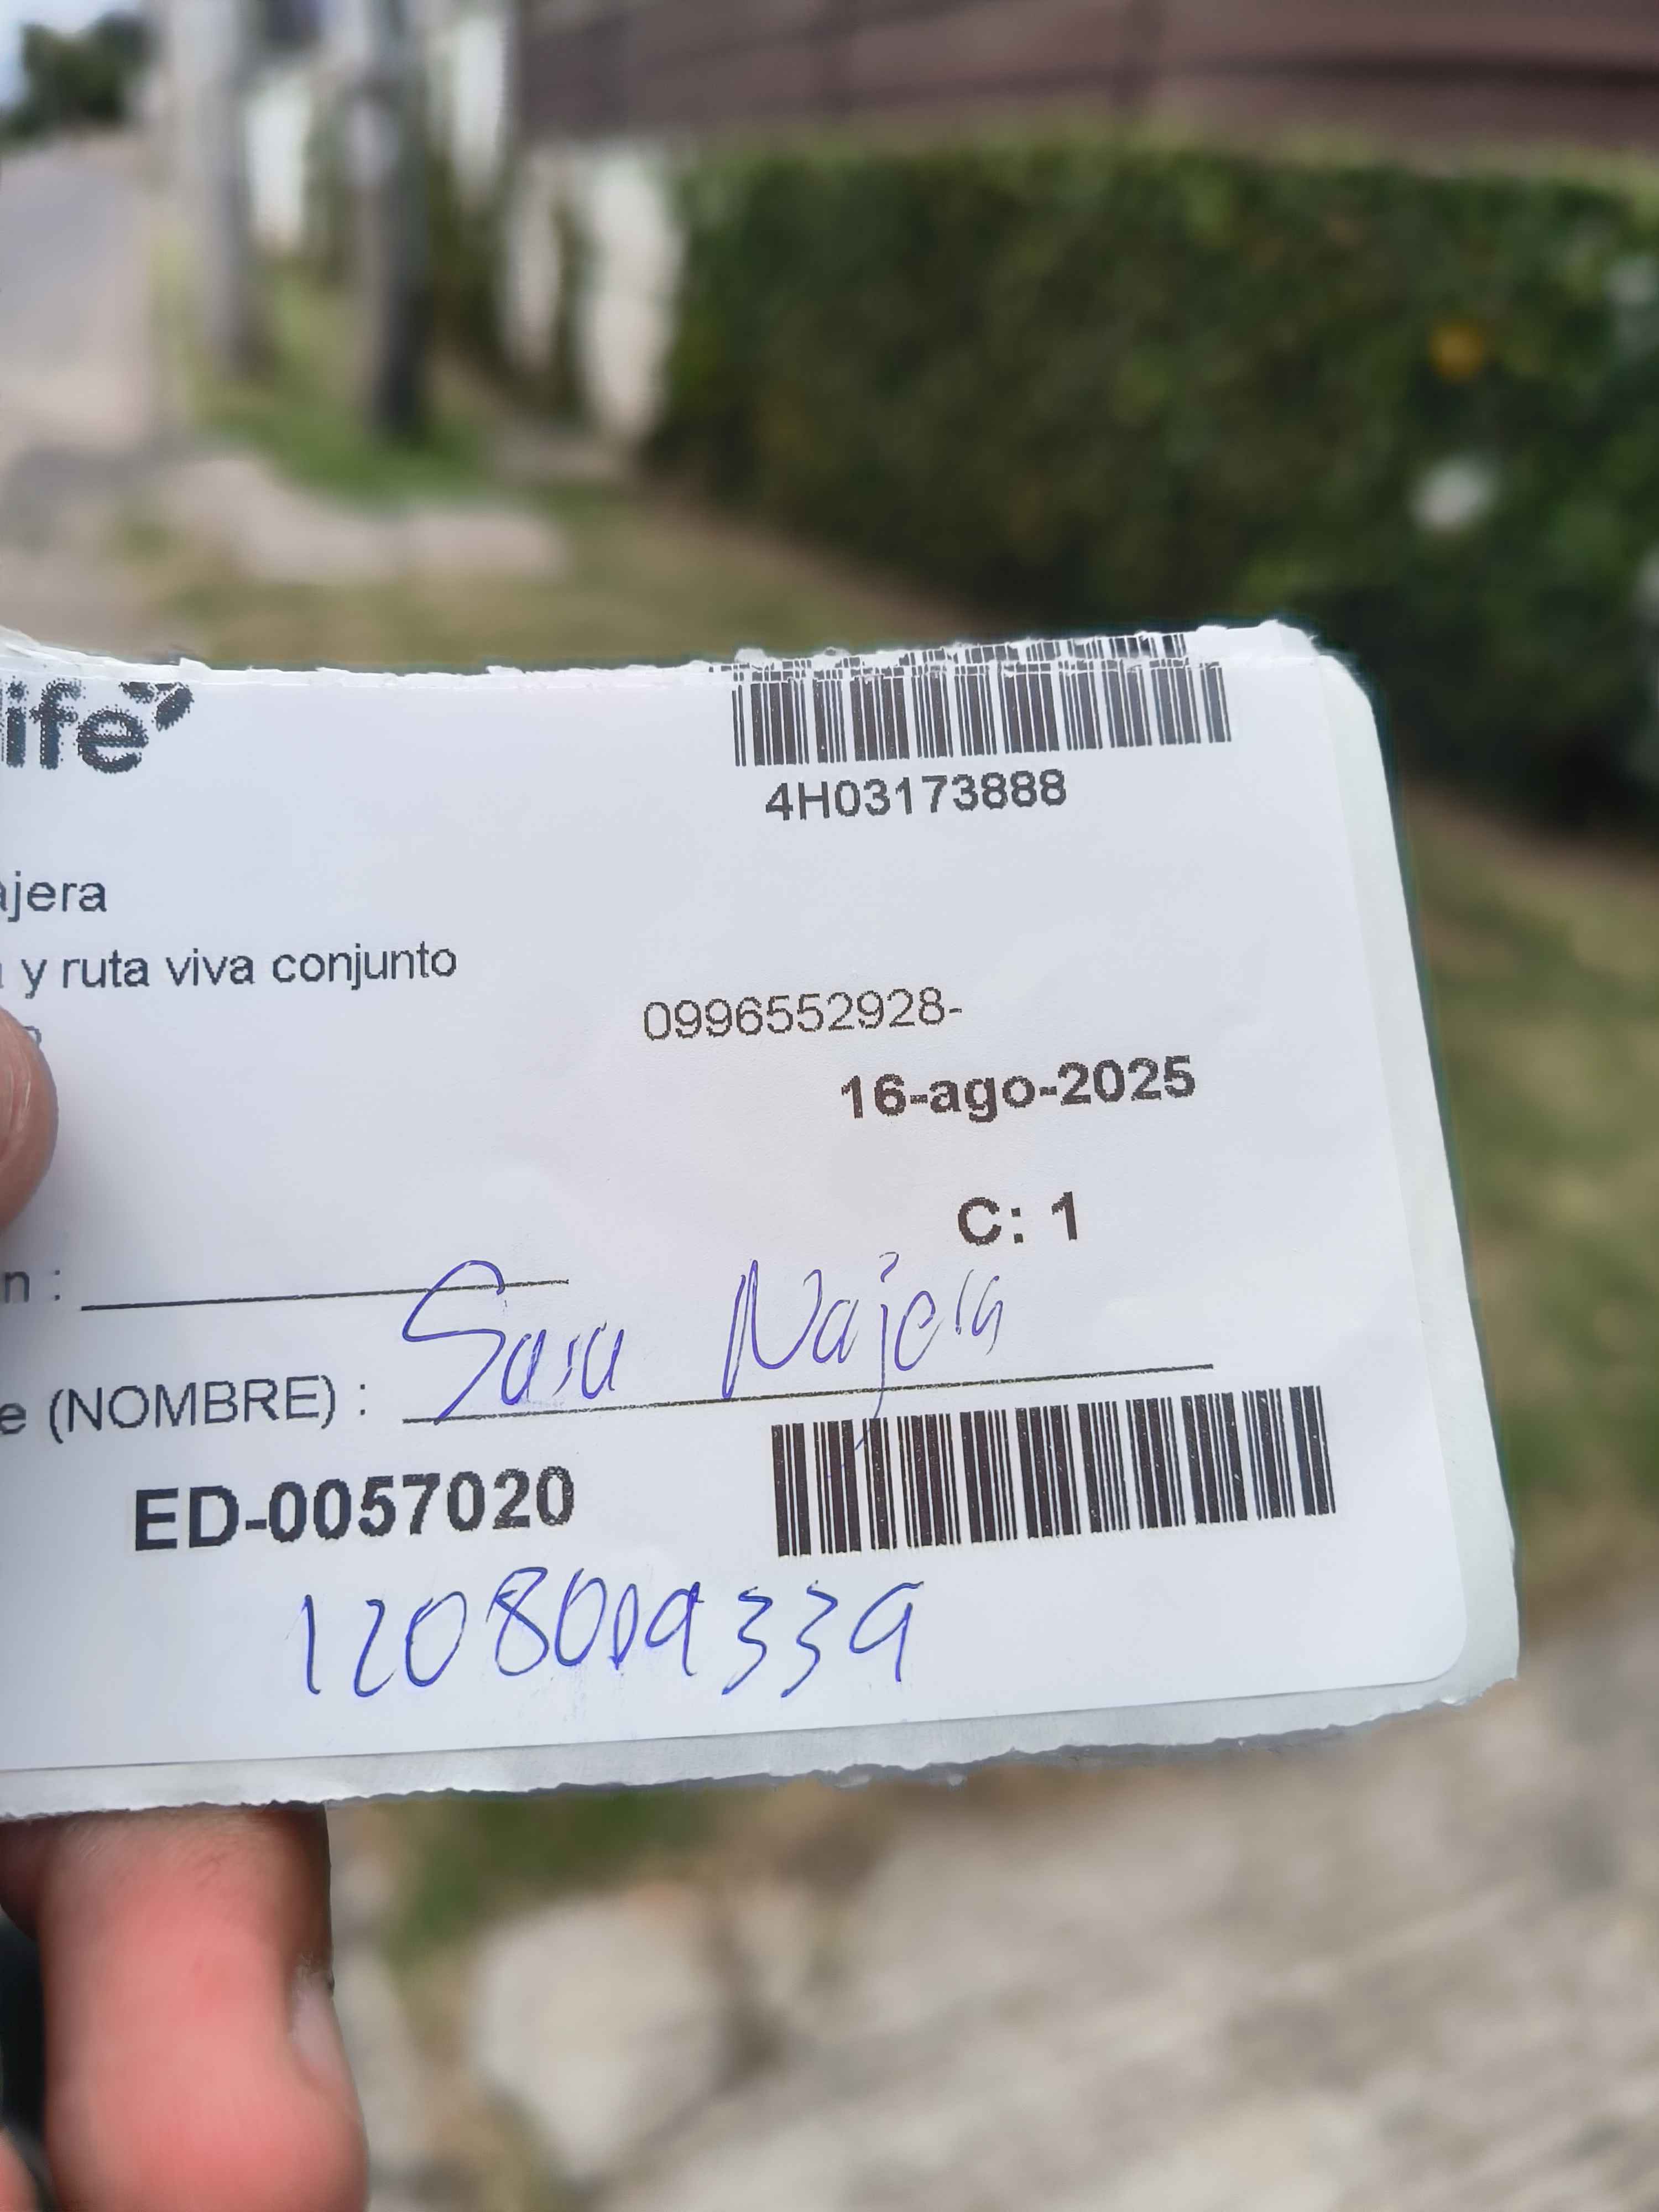 life
4H03173888
ajera
y ruta viva conjunto
0996552928-
16-ago-2025
C: 1
n :
e (NOMBRE) : Sara Najera
ED-0057020
1208009339